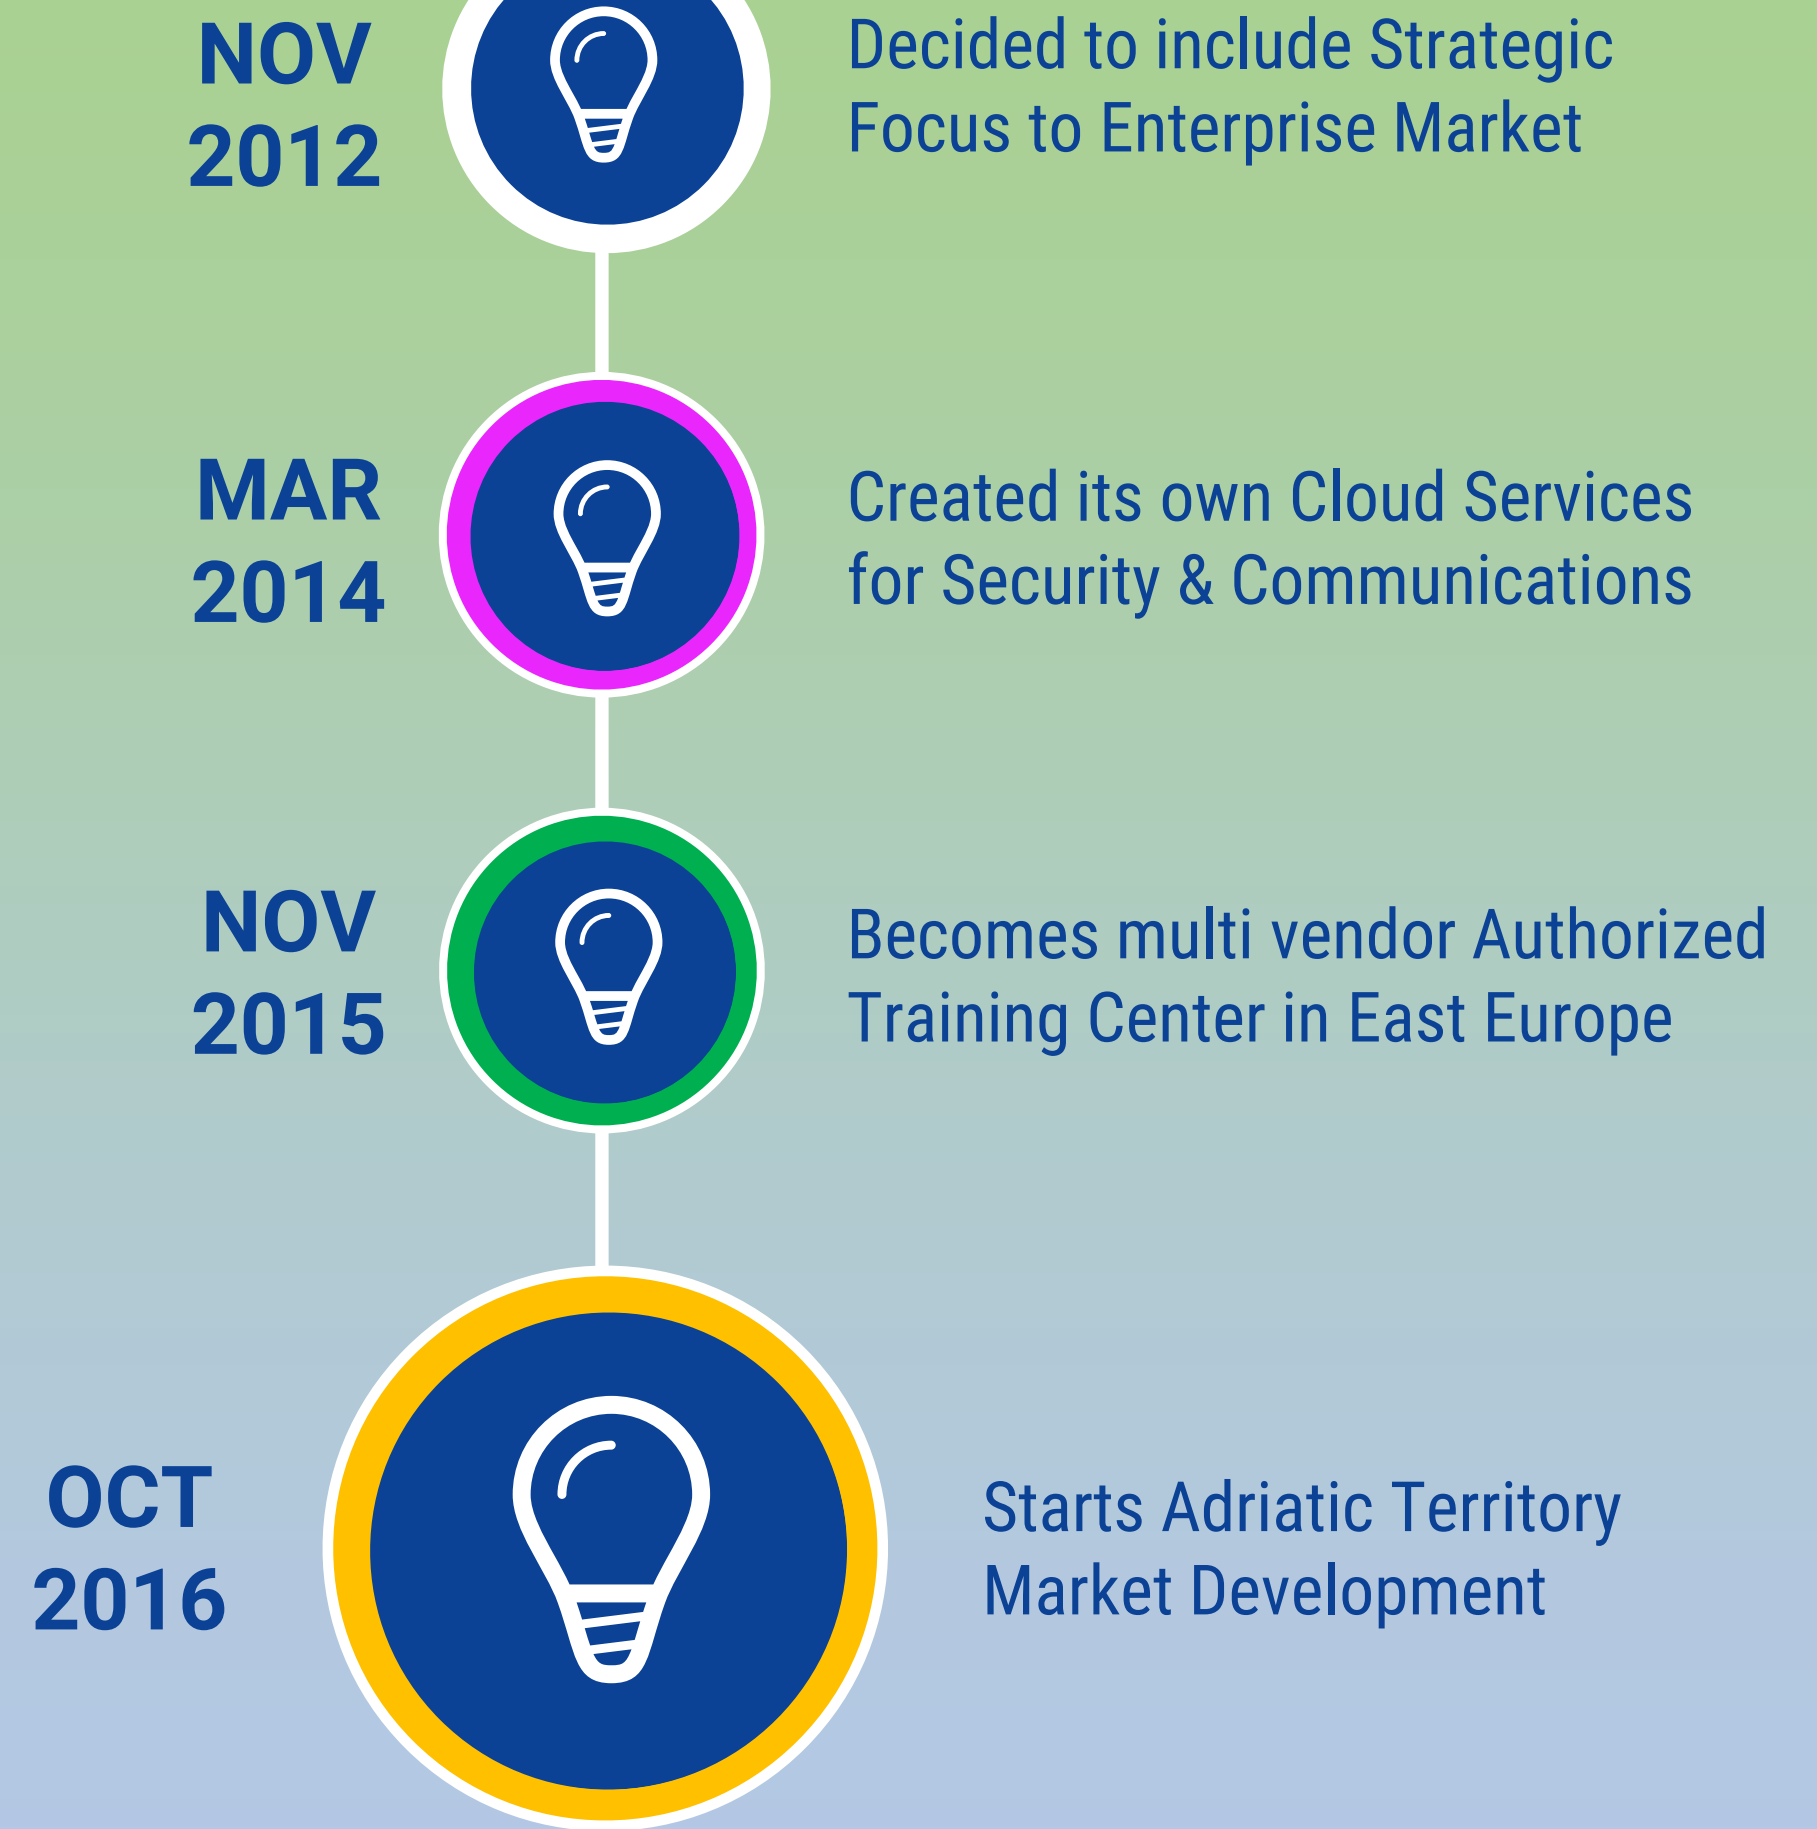 NOV
2012
Decided to include Strategic
Focus to Enterprise Market
MAR
2014
Created its own Cloud Services
for Security & Communications
NOV
2015
Becomes multi vendor Authorized
Training Center in East Europe
OCT
2016
Starts Adriatic Territory
Market Development